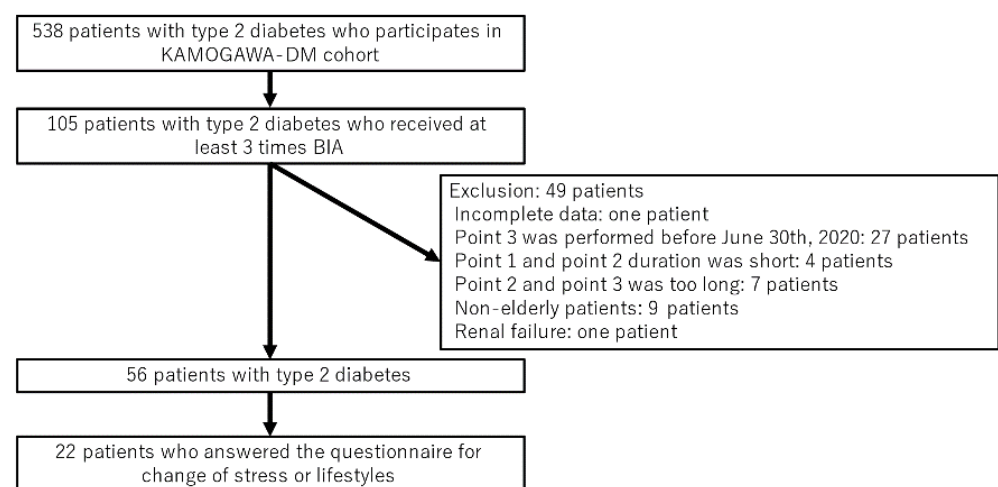 538 patients with type 2 diabetes who participates in
KAMOGAWA-DM cohort
105 patients with type 2 diabetes who received at
least 3 times BIA
Exclusion: 49 patients
Incomplete data: one patient
Point 3 was performed before June 30th, 2020: 27 patients
Point 1 and point 2 duration was short: 4 patients
Point 2 and point 3 was too long: 7 patients
Non-elderly patients: 9 patients
Renal failure: one patient
56 patients with type 2 diabetes
22 patients who answered the questionnaire for
change of stress or lifestyles